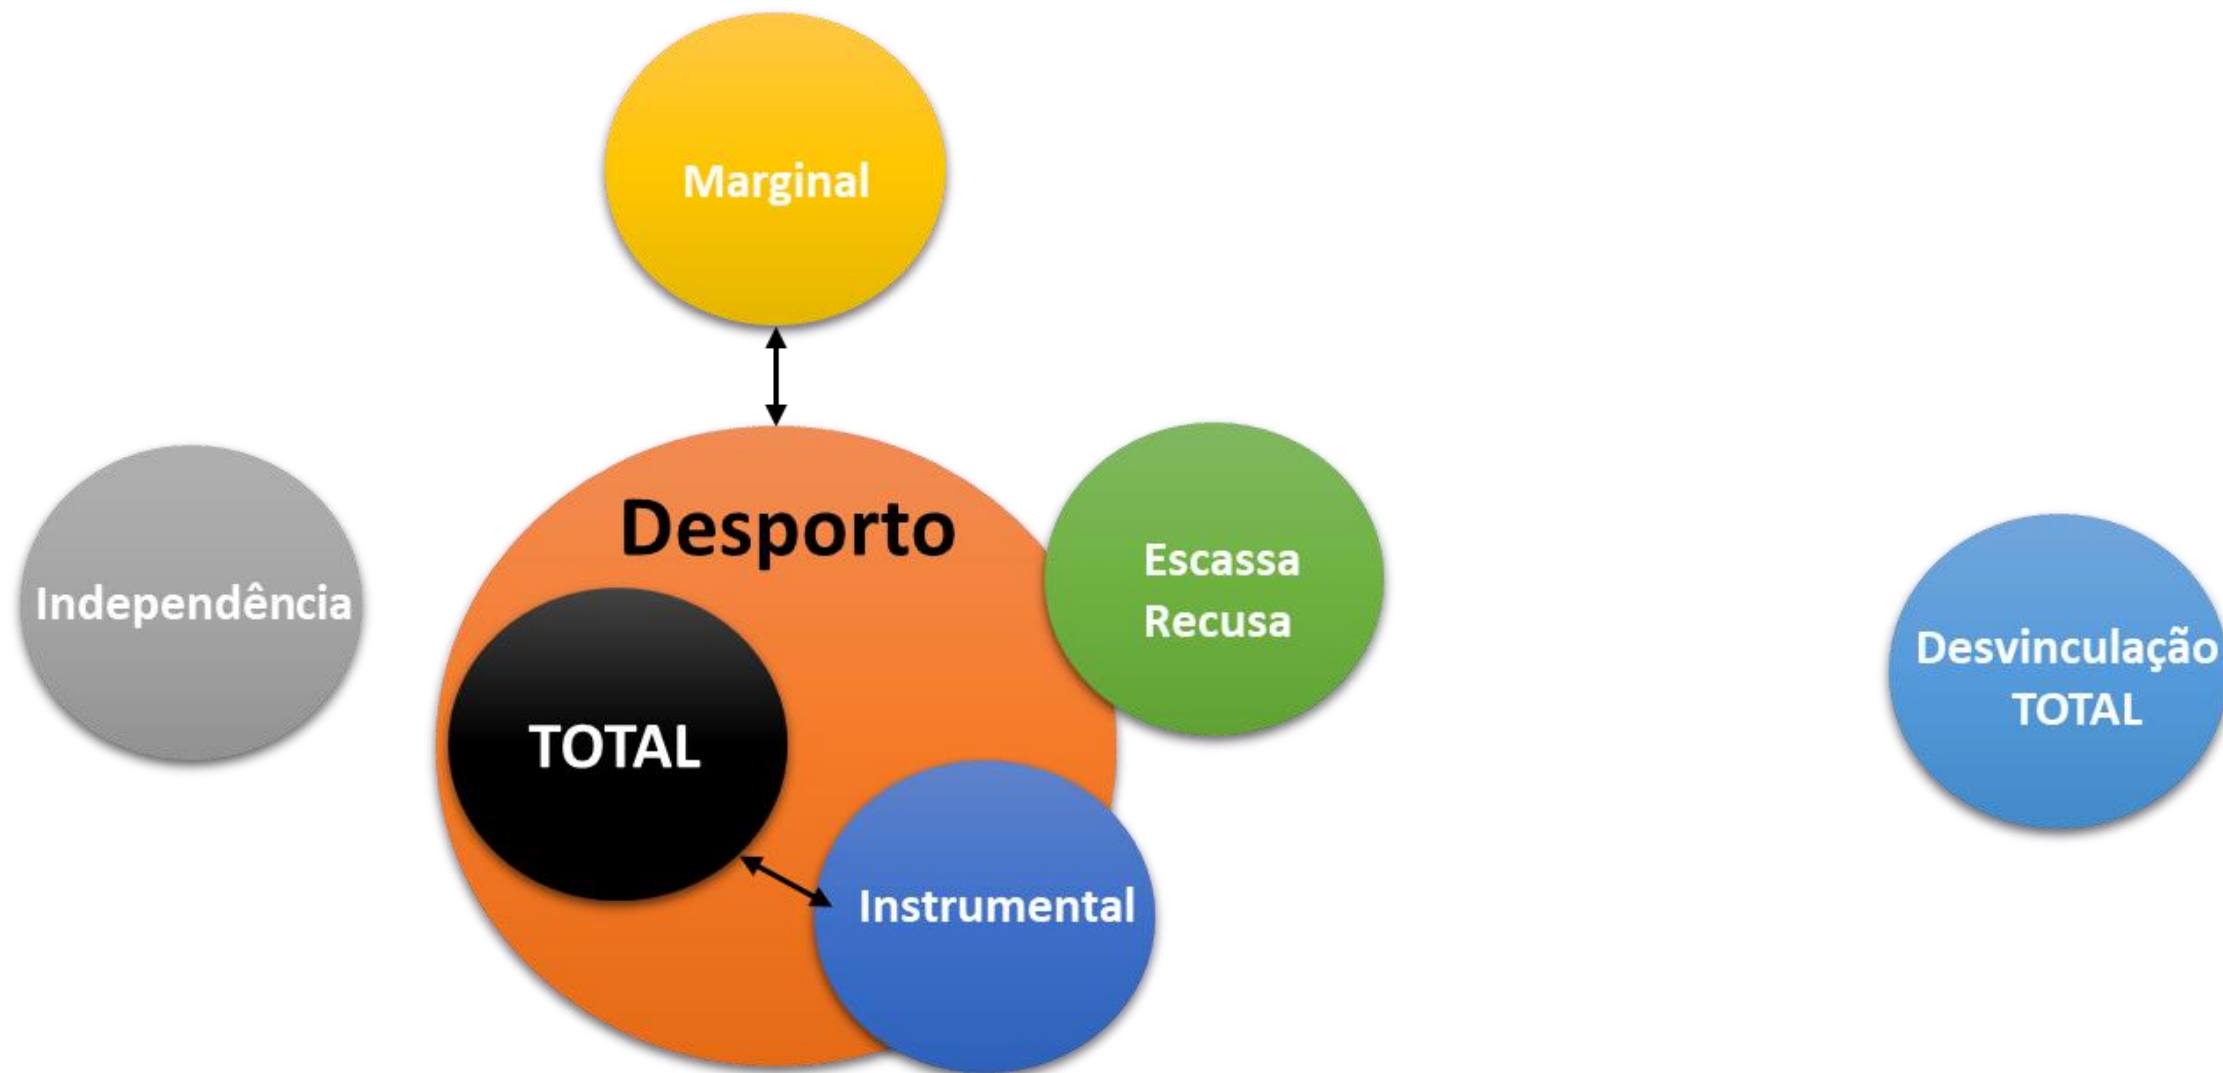 Marginal
Desporto
Independência
Escassa
Recusa
TOTAL
Instrumental
Desvinculação
TOTAL